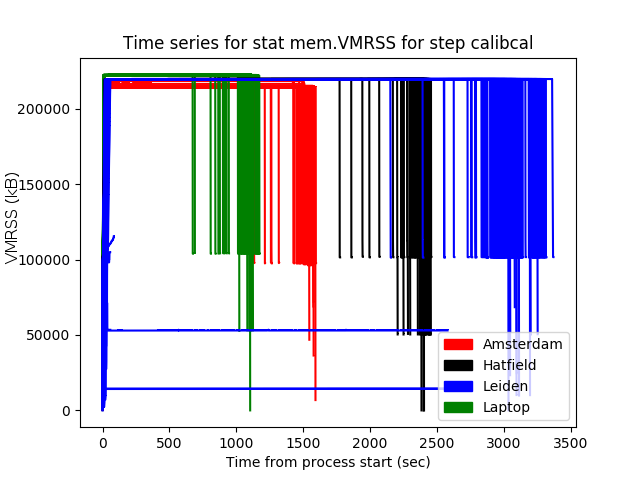 Time series for stat mem.VMRSS for step calibcal
VMRSS (kB)
200000
150000
100000
50000
0
0 500 1000 1500 2000 2500 3000 3500
Time from process start (sec)
Amsterdam
Hatfield
Leiden
Laptop